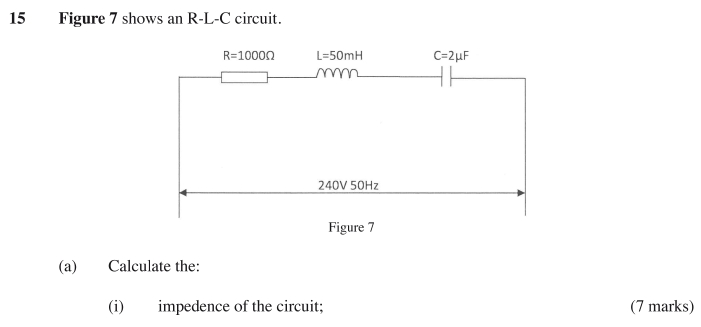 15 Figure 7 shows an R-L-C circuit.
R=1000Ω L=50mH C=2µF
240V 50Hz
Figure 7
(a) Calculate the:
(i) impedence of the circuit; (7 marks)